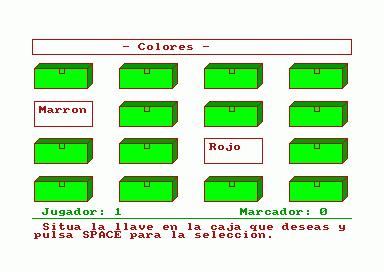 - Colores -
Marron
Rojo
Jugador: 1 Marcador: 0
Situa la llave en la caja que deseas y
pulsa SPACE para la seleccion.